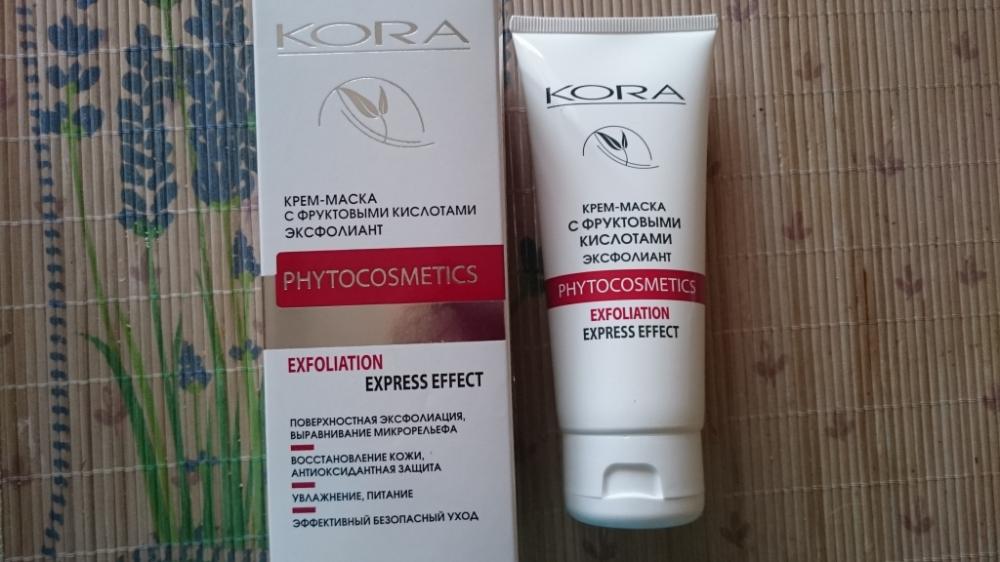 KORA
КРЕМ-МАСКА
С ФРУКТОВЫМИ КИСЛОТАМИ
ЭКСФОЛИАНТ
PHYTOCOSMETICS
EXFOLIATION
EXPRESS EFFECT
ПОВЕРХНОСТНАЯ ЭКСФОЛИАЦИЯ,
ВЫРАВНИВАНИЕ МИКРОРЕЛЬЕФА
ВОССТАНОВЛЕНИЕ КОЖИ,
АНТИОКСИДАНТНАЯ ЗАЩИТА
УВЛАЖНЕНИЕ, ПИТАНИЕ
ЭФФЕКТИВНЫЙ БЕЗОПАСНЫЙ УХОД
KORA
КРЕМ-МАСКА
С ФРУКТОВЫМИ
КИСЛОТАМИ
ЭКСФОЛИАНТ
PHYTOCOSMETICS
EXFOLIATION
EXPRESS EFFECT